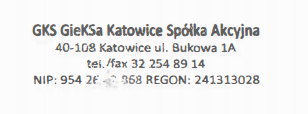 GKS GieKSa Katowice Spółka Akcyjna
40-108 Katowice ul. Bukowa 1A
tel./fax 32 254 89 14
NIP: 954 868 REGON: 241313028